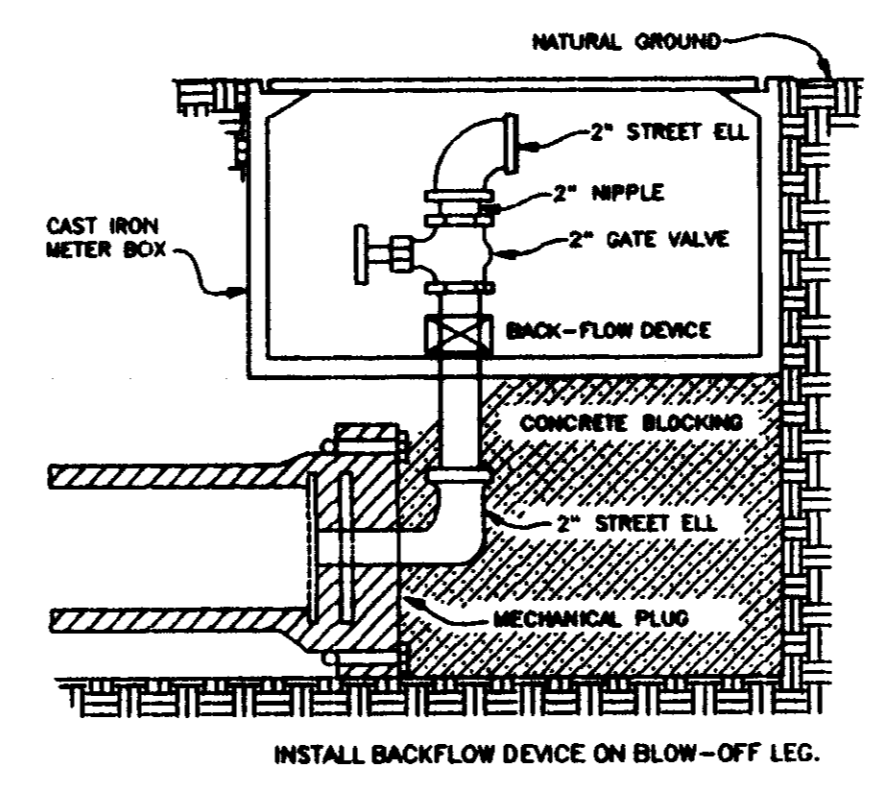 NATURAL GROUND
2" STREET ELL
2" NIPPLE
CAST IRON
METER BOX
2" GATE VALVE
BACK-FLOW DEVICE
CONCRETE BLOCKING
2" STREET ELL
MECHANICAL PLUG
INSTALL BACKFLOW DEVICE ON BLOW-OFF LEG.